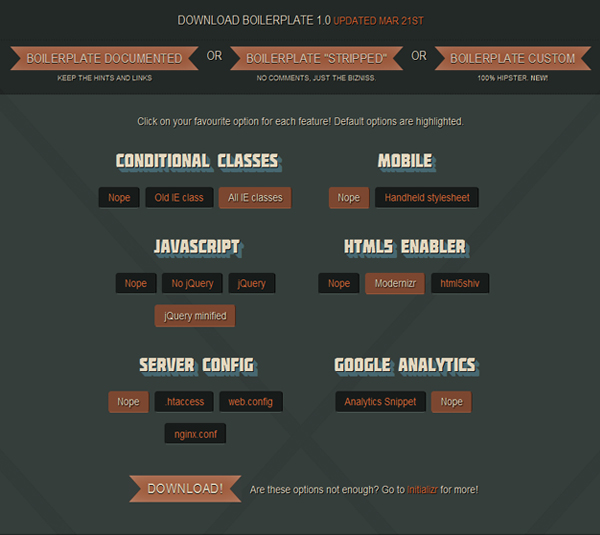 DOWNLOAD BOILERPLATE 1.0 UPDATED MAR 21ST
BOILERPLATE DOCUMENTED OR BOILERPLATE "STRIPPED" OR BOILERPLATE CUSTOM
KEEP THE HINTS AND LINKS NO COMMENTS, JUST THE BIZNISS. 100% HIPSTER. NEW!
Click on your favourite option for each feature! Default options are highlighted.
CONDITIONAL CLASSES MOBILE
Nope Old IE class All IE classes Nope Handheld stylesheet
JAVASCRIPT HTML5 ENABLER
Nope No jQuery jQuery Nope Modernizr html5shiv
jQuery minified
SERVER CONFIG GOOGLE ANALYTICS
Nope .htaccess web.config Analytics Snippet Nope
nginx.conf
DOWNLOAD! Are these options not enough? Go to Initializr for more!